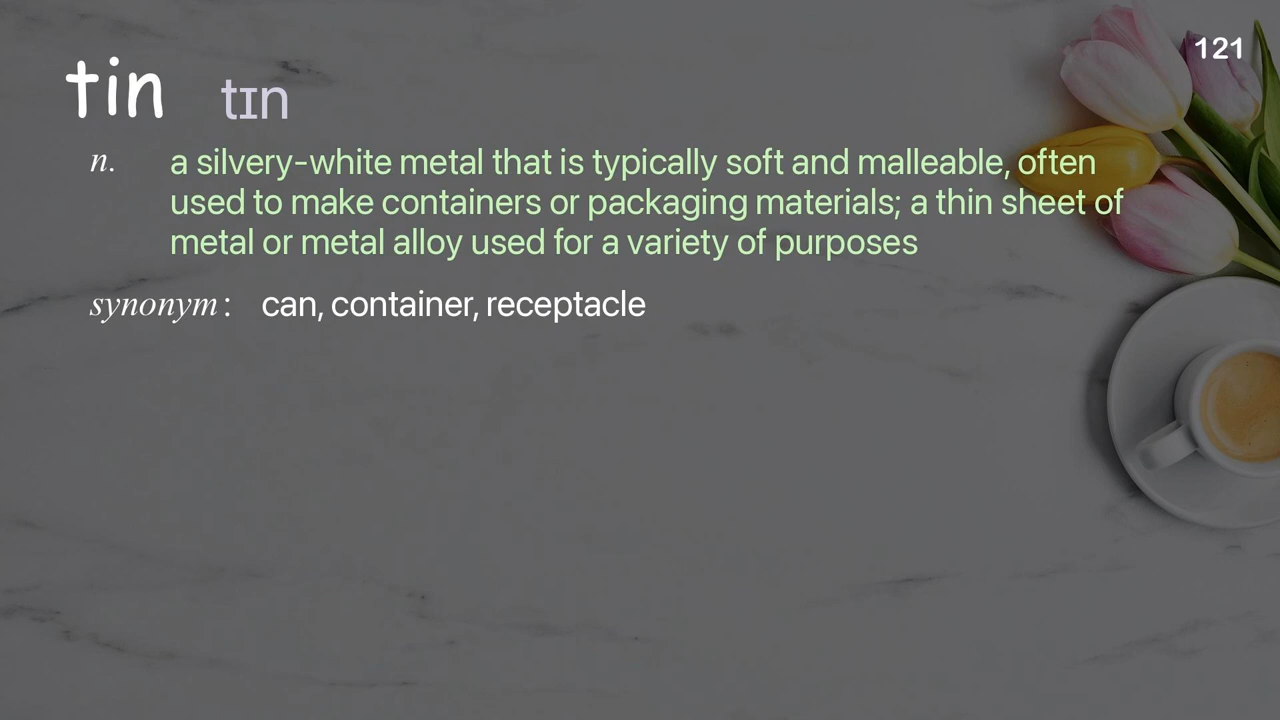 121
tin tɪn
n. a silvery-white metal that is typically soft and malleable, often
used to make containers or packaging materials; a thin sheet of
metal or metal alloy used for a variety of purposes
synonym: can, container, receptacle